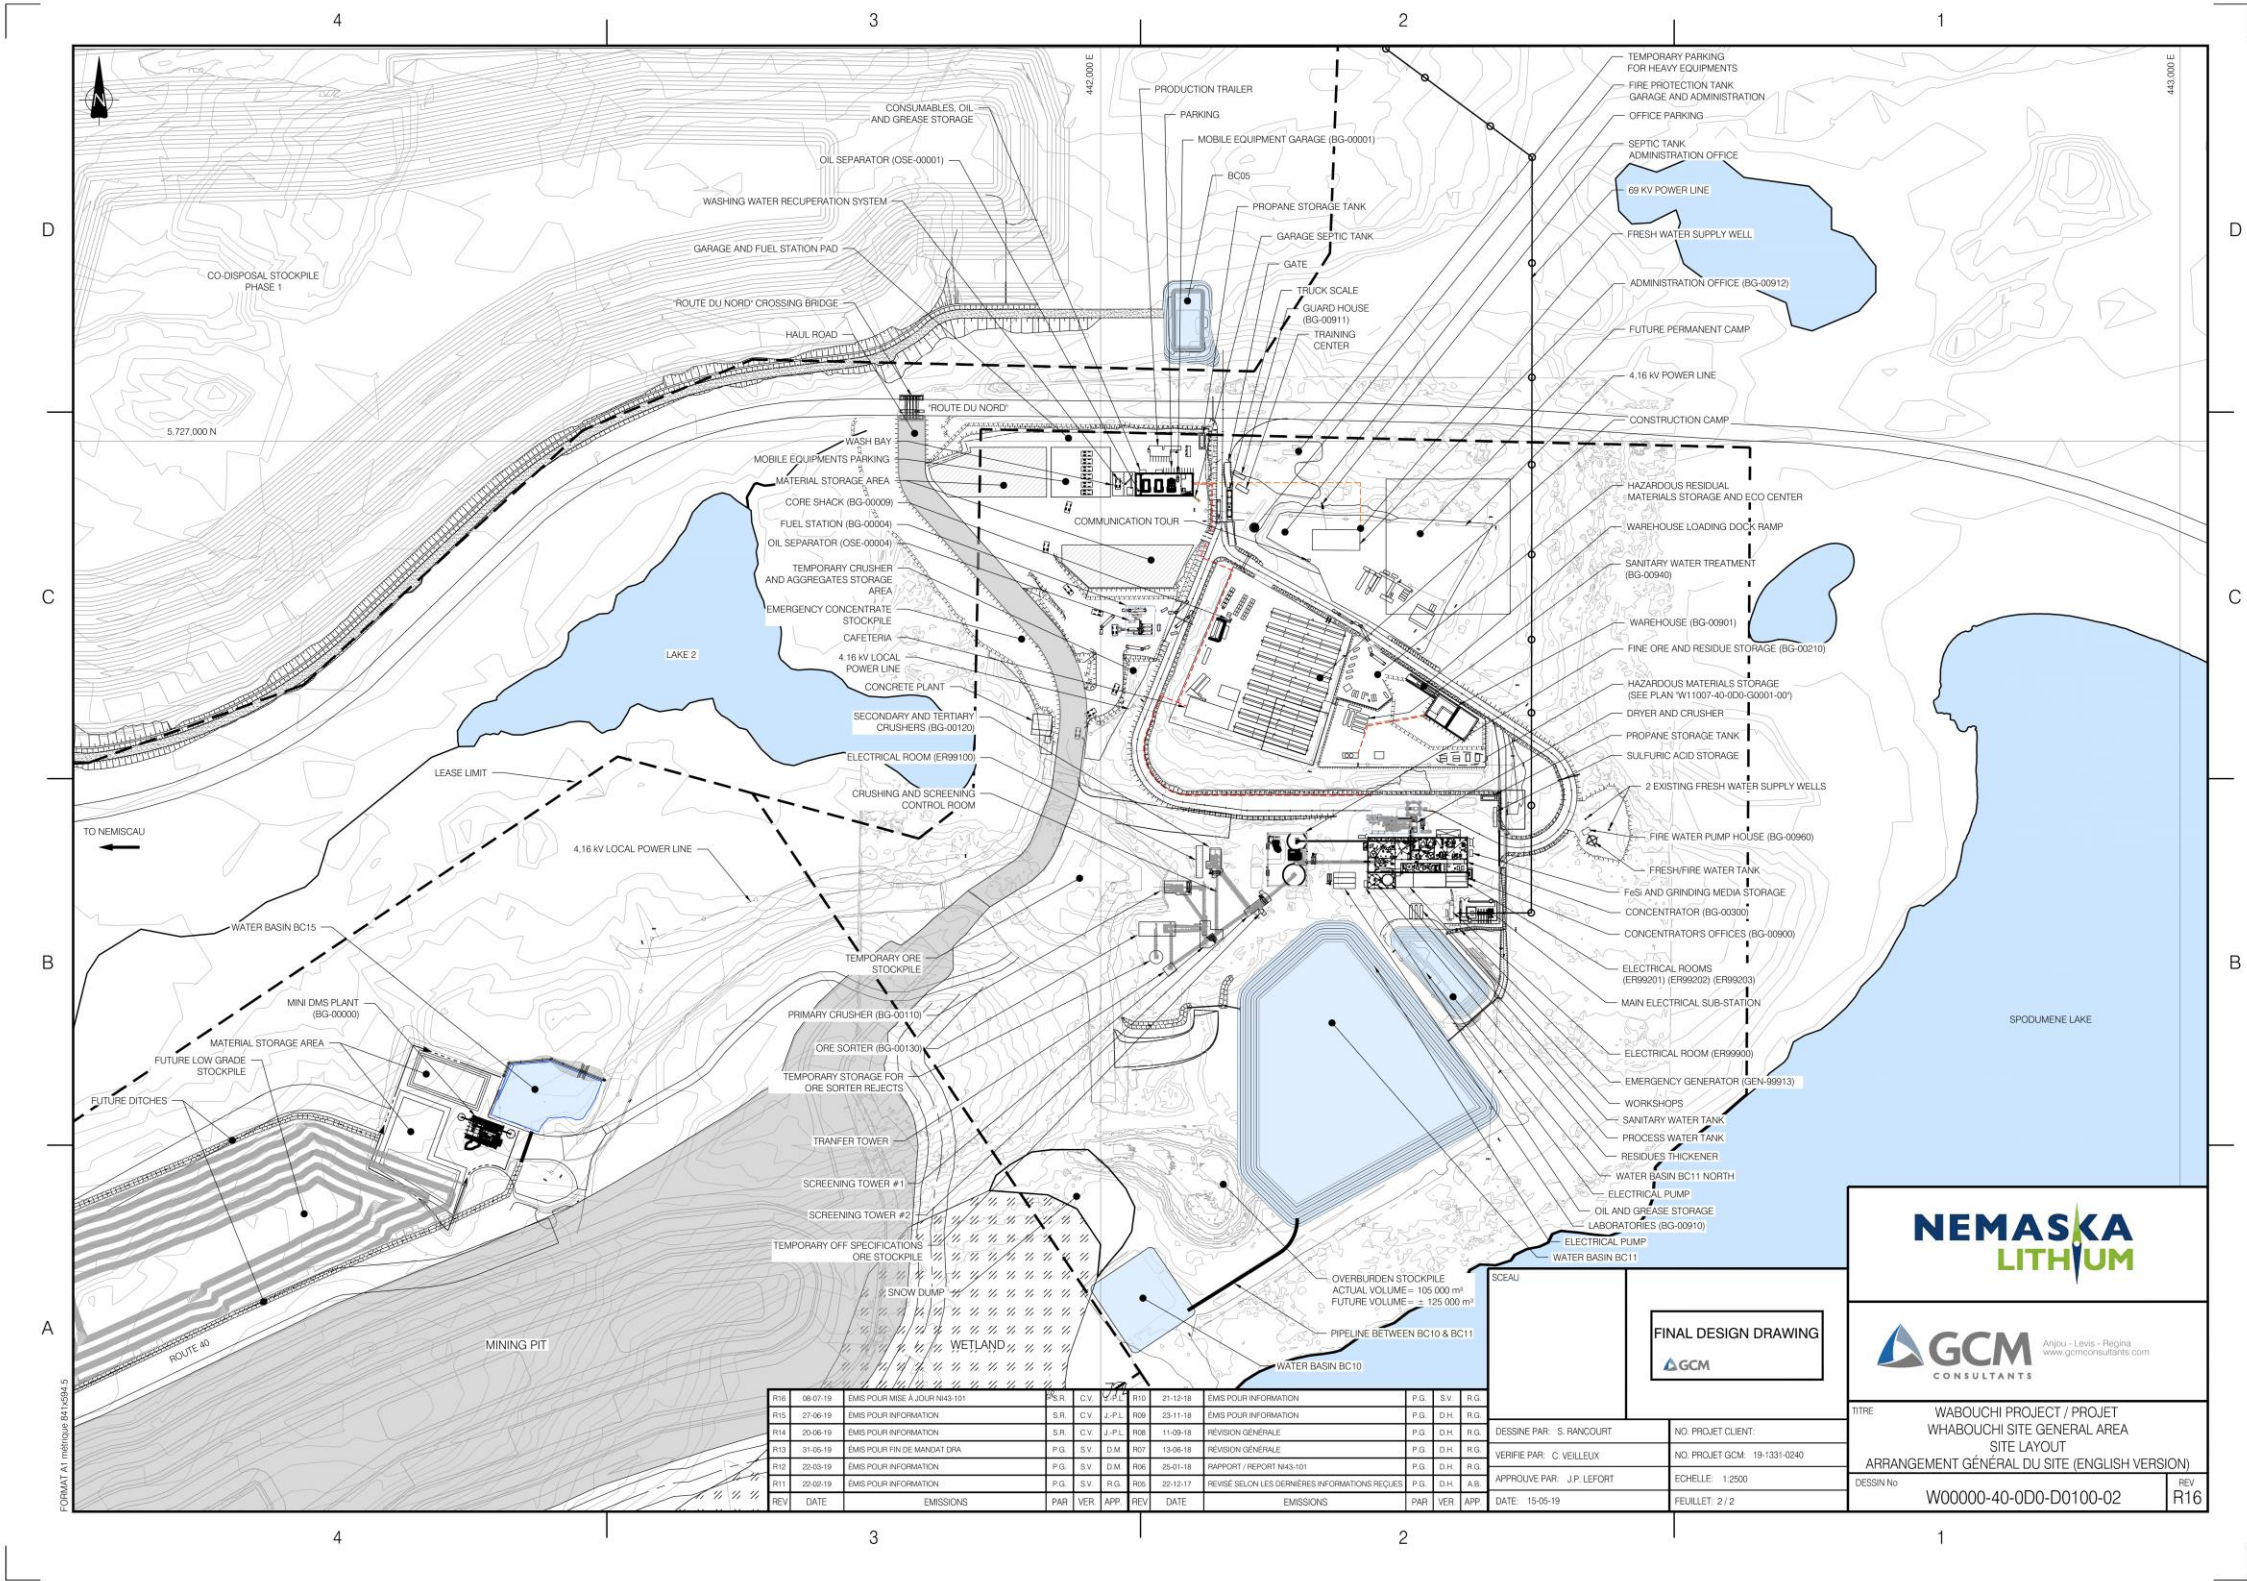 4
3
2
1
442,000 E
443,000 E
TEMPORARY PARKING
FOR HEAVY EQUIPMENTS
FIRE PROTECTION TANK
GARAGE AND ADMINISTRATION
OFFICE PARKING
SEPTIC TANK
ADMINISTRATION OFFICE
69 KV POWER LINE
FRESH WATER SUPPLY WELL
ADMINISTRATION OFFICE (BG-00912)
FUTURE PERMANENT CAMP
4,16 kV POWER LINE
CONSTRUCTION CAMP
HAZARDOUS RESIDUAL
MATERIALS STORAGE AND ECO CENTER
WAREHOUSE LOADING DOCK RAMP
SANITARY WATER TREATMENT
(BG-00940)
WAREHOUSE (BG-00901)
FINE ORE AND RESIDUE STORAGE (BG-00210)
HAZARDOUS MATERIALS STORAGE
(SEE PLAN "W11007-40-0D0-G0001-00")
DRYER AND CRUSHER
PROPANE STORAGE TANK
SULFURIC ACID STORAGE
2 EXISTING FRESH WATER SUPPLY WELLS
FIRE WATER PUMP HOUSE (BG-00960)
FRESH/FIRE WATER TANK
FeSi AND GRINDING MEDIA STORAGE
CONCENTRATOR (BG-00300)
CONCENTRATOR'S OFFICES (BG-00900)
ELECTRICAL ROOMS
(ER99201) (ER99202) (ER99203)
MAIN ELECTRICAL SUB-STATION
ELECTRICAL ROOM (ER99900)
EMERGENCY GENERATOR (GEN-99913)
WORKSHOPS
SANITARY WATER TANK
PROCESS WATER TANK
RESIDUES THICKENER
WATER BASIN BC11 NORTH
ELECTRICAL PUMP
OIL AND GREASE STORAGE
LABORATORIES (BG-00910)
ELECTRICAL PUMP
WATER BASIN BC11
PRODUCTION TRAILER
PARKING
MOBILE EQUIPMENT GARAGE (BG-00001)
BC05
PROPANE STORAGE TANK
GARAGE SEPTIC TANK
GATE
TRUCK SCALE
GUARD HOUSE
(BG-00911)
TRAINING
CENTER
CONSUMABLES, OIL
AND GREASE STORAGE
OIL SEPARATOR (OSE-00001)
WASHING WATER RECUPERATION SYSTEM
GARAGE AND FUEL STATION PAD
"ROUTE DU NORD" CROSSING BRIDGE
HAUL ROAD
"ROUTE DU NORD"
WASH BAY
MOBILE EQUIPMENTS PARKING
MATERIAL STORAGE AREA
CORE SHACK (BG-00009)
FUEL STATION (BG-00004)
OIL SEPARATOR (OSE-00004)
TEMPORARY CRUSHER
AND AGGREGATES STORAGE
AREA
EMERGENCY CONCENTRATE
STOCKPILE
CAFETERIA
4.16 kV LOCAL
POWER LINE
CONCRETE PLANT
SECONDARY AND TERTIARY
CRUSHERS (BG-00120)
ELECTRICAL ROOM (ER99100)
CRUSHING AND SCREENING
CONTROL ROOM
COMMUNICATION TOUR
N
CO-DISPOSAL STOCKPILE
PHASE 1
5,727,000 N
LAKE 2
LEASE LIMIT
TO NEMISCAU
4,16 kV LOCAL POWER LINE
WATER BASIN BC15
MINI DMS PLANT
(BG-00000)
MATERIAL STORAGE AREA
FUTURE LOW GRADE
STOCKPILE
FUTURE DITCHES
TEMPORARY ORE
STOCKPILE
PRIMARY CRUSHER (BG-00110)
ORE SORTER (BG-00130)
TEMPORARY STORAGE FOR
ORE SORTER REJECTS
TRANFER TOWER
SCREENING TOWER #1
SCREENING TOWER #2
TEMPORARY OFF SPECIFICATIONS
ORE STOCKPILE
SNOW DUMP
WETLAND
MINING PIT
ROUTE 40
OVERBURDEN STOCKPILE
ACTUAL VOLUME= 105 000 m³
FUTURE VOLUME= ± 125 000 m³
PIPELINE BETWEEN BC10 & BC11
WATER BASIN BC10
SPODUMENE LAKE
D
D
C
C
B
B
A
A
FORMAT A1 métrique 841x594.5
R16 08-07-19 ÉMIS POUR MISE À JOUR NI43-101 S.R. C.V. J.-P.L. R10 21-12-18 ÉMIS POUR INFORMATION P.G. S.V. R.G.
R15 27-06-19 ÉMIS POUR INFORMATION S.R. C.V. J.-P.L. R09 23-11-18 ÉMIS POUR INFORMATION P.G. D.H. R.G.
R14 20-06-19 ÉMIS POUR INFORMATION S.R. C.V. J.-P.L. R08 11-09-18 RÉVISION GÉNÉRALE P.G. D.H. R.G.
R13 31-05-19 ÉMIS POUR FIN DE MANDAT DRA P.G. S.V. D.M. R07 13-06-18 RÉVISION GÉNÉRALE P.G. D.H. R.G.
R12 22-03-19 ÉMIS POUR INFORMATION P.G. S.V. D.M. R06 25-01-18 RAPPORT / REPORT NI43-101 P.G. D.H. R.G.
R11 22-02-19 ÉMIS POUR INFORMATION P.G. S.V. R.G. R05 22-12-17 REVISÉ SELON LES DERNIÈRES INFORMATIONS REÇUES P.G. D.H. A.B.
REV DATE EMISSIONS PAR VER. APP. REV DATE EMISSIONS PAR VER. APP.
SCEAU
FINAL DESIGN DRAWING
GCM
DESSINE PAR: S. RANCOURT
NO. PROJET CLIENT:
VERIFIE PAR: C. VEILLEUX
NO. PROJET GCM: 19-1331-0240
APPROUVE PAR: J.P. LEFORT
ECHELLE: 1:2500
DATE: 15-05-19
FEUILLET: 2 / 2
NEMASKA
LITHIUM
GCM
CONSULTANTS
Anjou - Levis - Regina
www.gcmconsultants.com
TITRE
WABOUCHI PROJECT / PROJET
WHABOUCHI SITE GENERAL AREA
SITE LAYOUT
ARRANGEMENT GÉNÉRAL DU SITE (ENGLISH VERSION)
DESSIN No
W00000-40-0D0-D0100-02
REV
R16
4
3
2
1